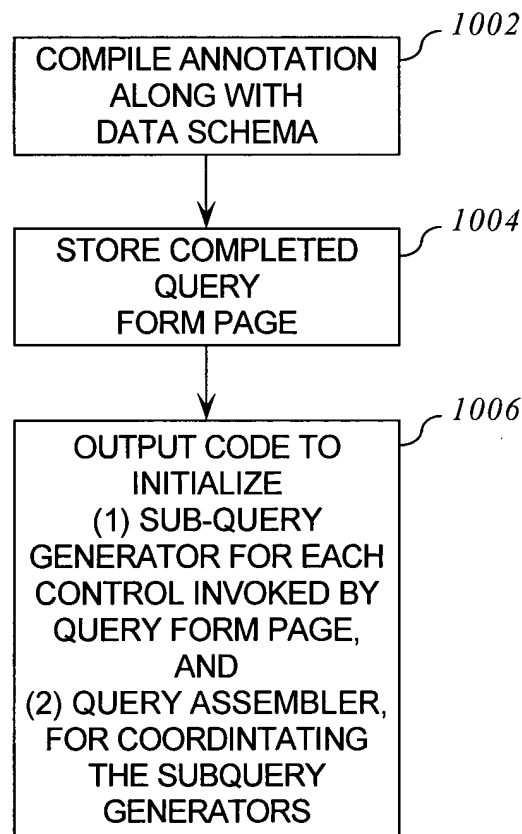 1002
COMPILE ANNOTATION
ALONG WITH
DATA SCHEMA
1004
STORE COMPLETED
QUERY
FORM PAGE
1006
OUTPUT CODE TO
INITIALIZE
(1) SUB-QUERY
GENERATOR FOR EACH
CONTROL INVOKED BY
QUERY FORM PAGE,
AND
(2) QUERY ASSEMBLER,
FOR COORDINTATING
THE SUBQUERY
GENERATORS